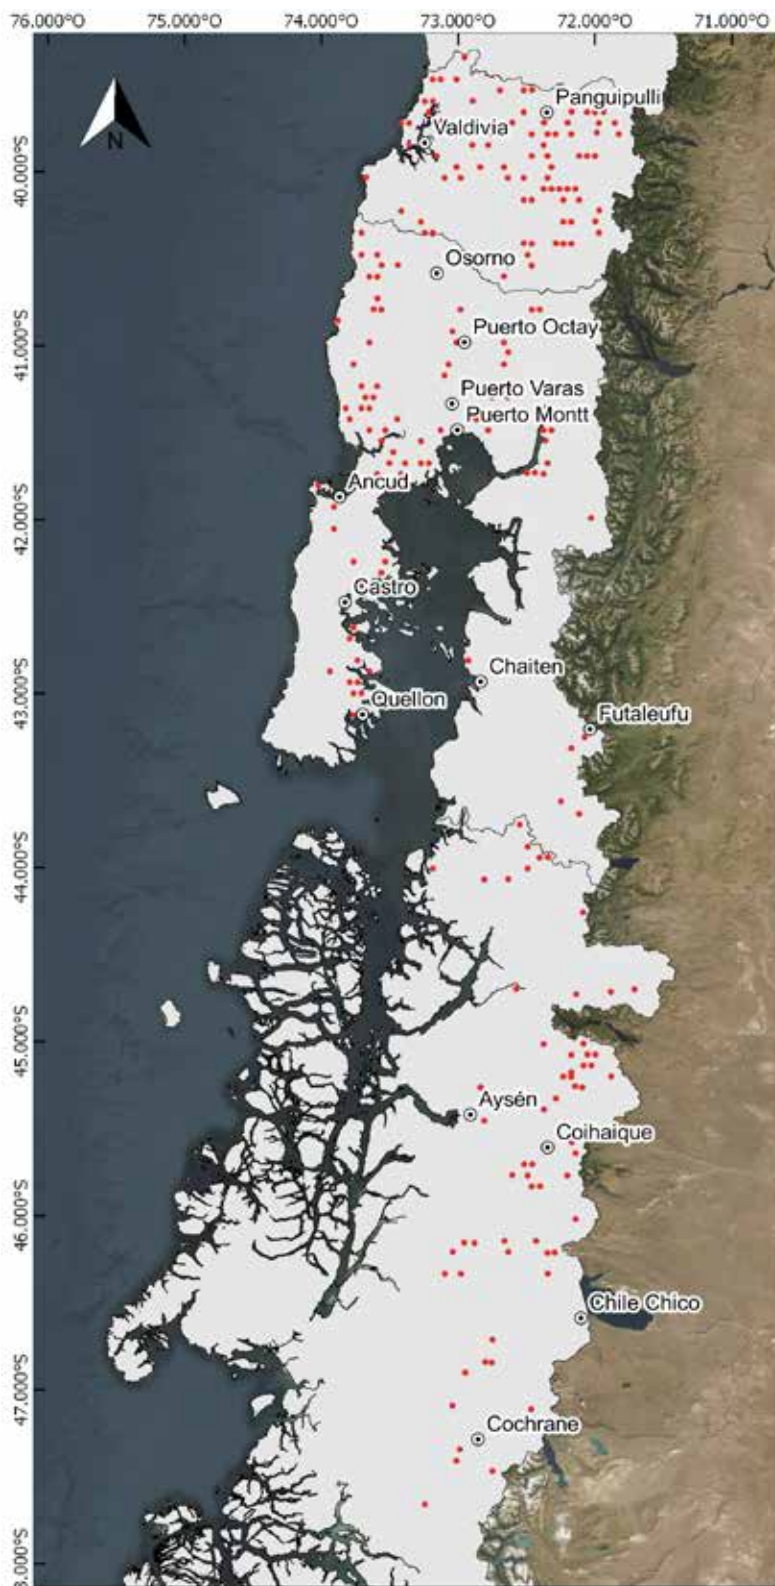 76.000°S 75.000°S 74.000°S 73.000°S 72.000°S 71.000°S
N
Panguipulli
Valdivia
40.000°S
Osorno
Puerto Octay
41.000°S
Puerto Varas
Puerto Montt
Ancud
42.000°S
Castro
Chaiten
43.000°S
Quellon
Futaleufu
44.000°S
45.000°S
Aysén
Coihaique
46.000°S
Chile Chico
47.000°S
Cochrane
8.000°S